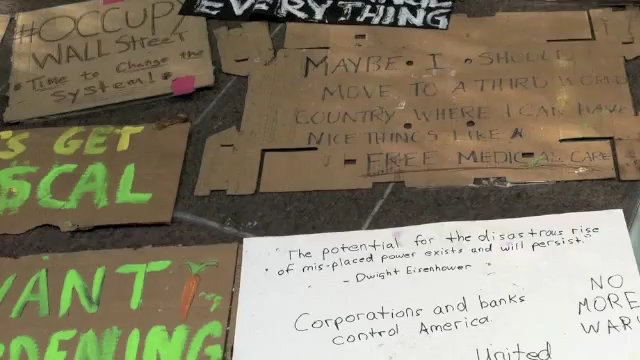 EVERYTHING
#OCCUPY
WALL Street
• Time to Change the
System! •
MAYBE I SHOULD
MOVE TO A THIRD WORLD
COUNTRY WHERE I CAN HAVE
NICE THINGS LIKE A
FREE MEDICAL CARE
'S GET
SCAL
"The potential for the disastrous rise
of mis-placed power exists and will persist."
- Dwight Eisenhower -
Corporations and banks
control America.
NO
MORE
WAR!
United
WANT
DENING